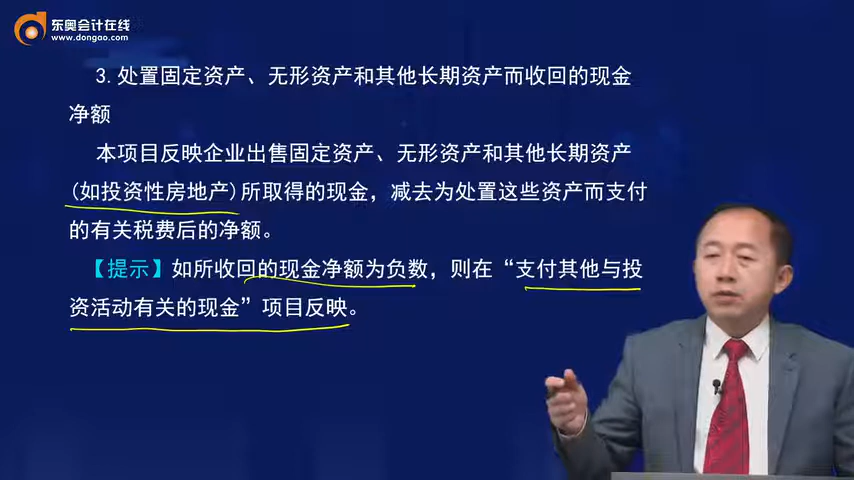 东奥会计在线
www.dongao.com
3.处置固定资产、无形资产和其他长期资产而收回的现金
净额
本项目反映企业出售固定资产、无形资产和其他长期资产
(如投资性房地产)所取得的现金，减去为处置这些资产而支付
的有关税费后的净额。
【提示】如所收回的现金净额为负数，则在“支付其他与投
资活动有关的现金”项目反映。